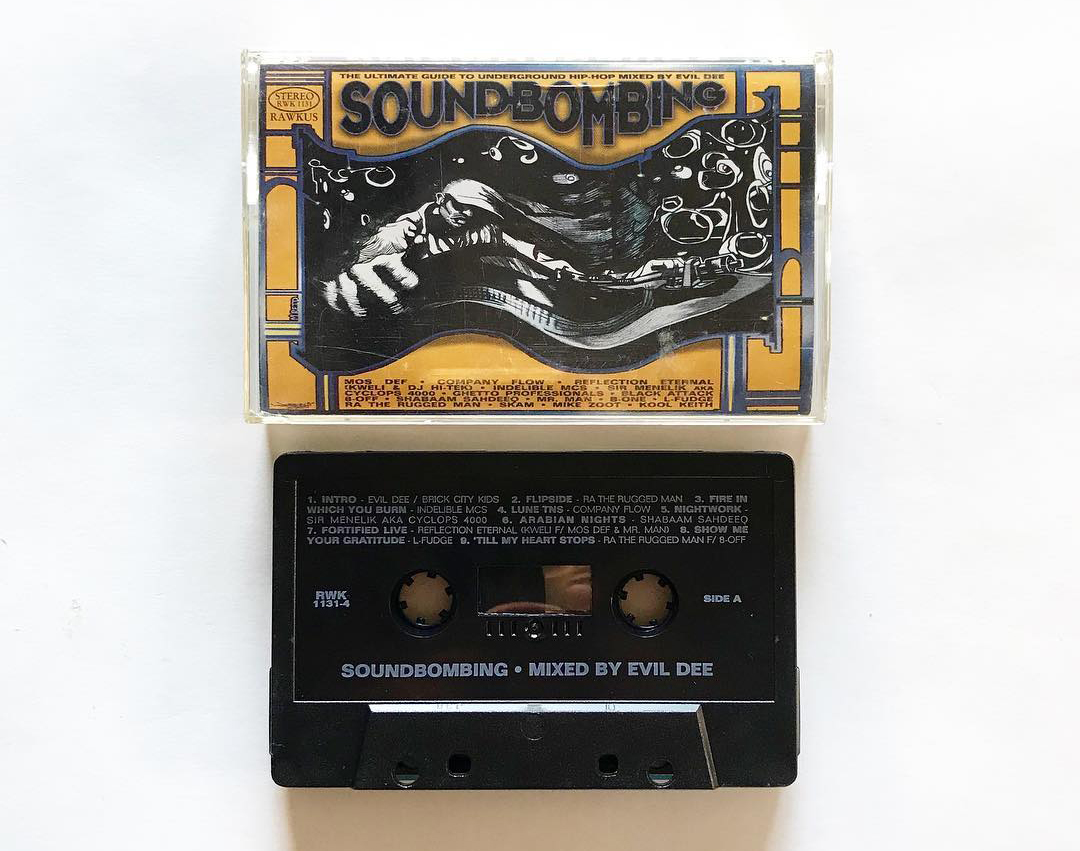 THE ULTIMATE GUIDE TO UNDERGROUND HIP-HOP MIXED BY EVIL DEE
SOUNDBOMBING
STEREO
RWK 1131
RAWKUS
MOS DEF • COMPANY FLOW • REFLECTION ETERNAL
(KWELI & DJ HI-TEK) • INDELIBLE MCS • SIR MENELIK AKA
CYCLOPS 4000 • GHETTO PROFESSIONALS • BLACK ATTACK
8-OFF • SHABAAM SAHDEEQ • MR. MAN • B-ONE • L-FUDGE
RA THE RUGGED MAN • SKAM • MIKE ZOOT • KOOL KEITH
1. INTRO - EVIL DEE / BRICK CITY KIDS 2. FLIPSIDE - RA THE RUGGED MAN 3. FIRE IN
WHICH YOU BURN - INDELIBLE MCS 4. LUNE TNS - COMPANY FLOW 5. NIGHTWORK -
SIR MENELIK AKA CYCLOPS 4000 6. ARABIAN NIGHTS - SHABAAM SAHDEEQ
7. FORTIFIED LIVE - REFLECTION ETERNAL (KWELI F/ MOS DEF & MR. MAN) 8. SHOW ME
YOUR GRATITUDE - L-FUDGE 9. 'TILL MY HEART STOPS - RA THE RUGGED MAN F/ 8-OFF
RWK
1131-4
SIDE A
SOUNDBOMBING • MIXED BY EVIL DEE